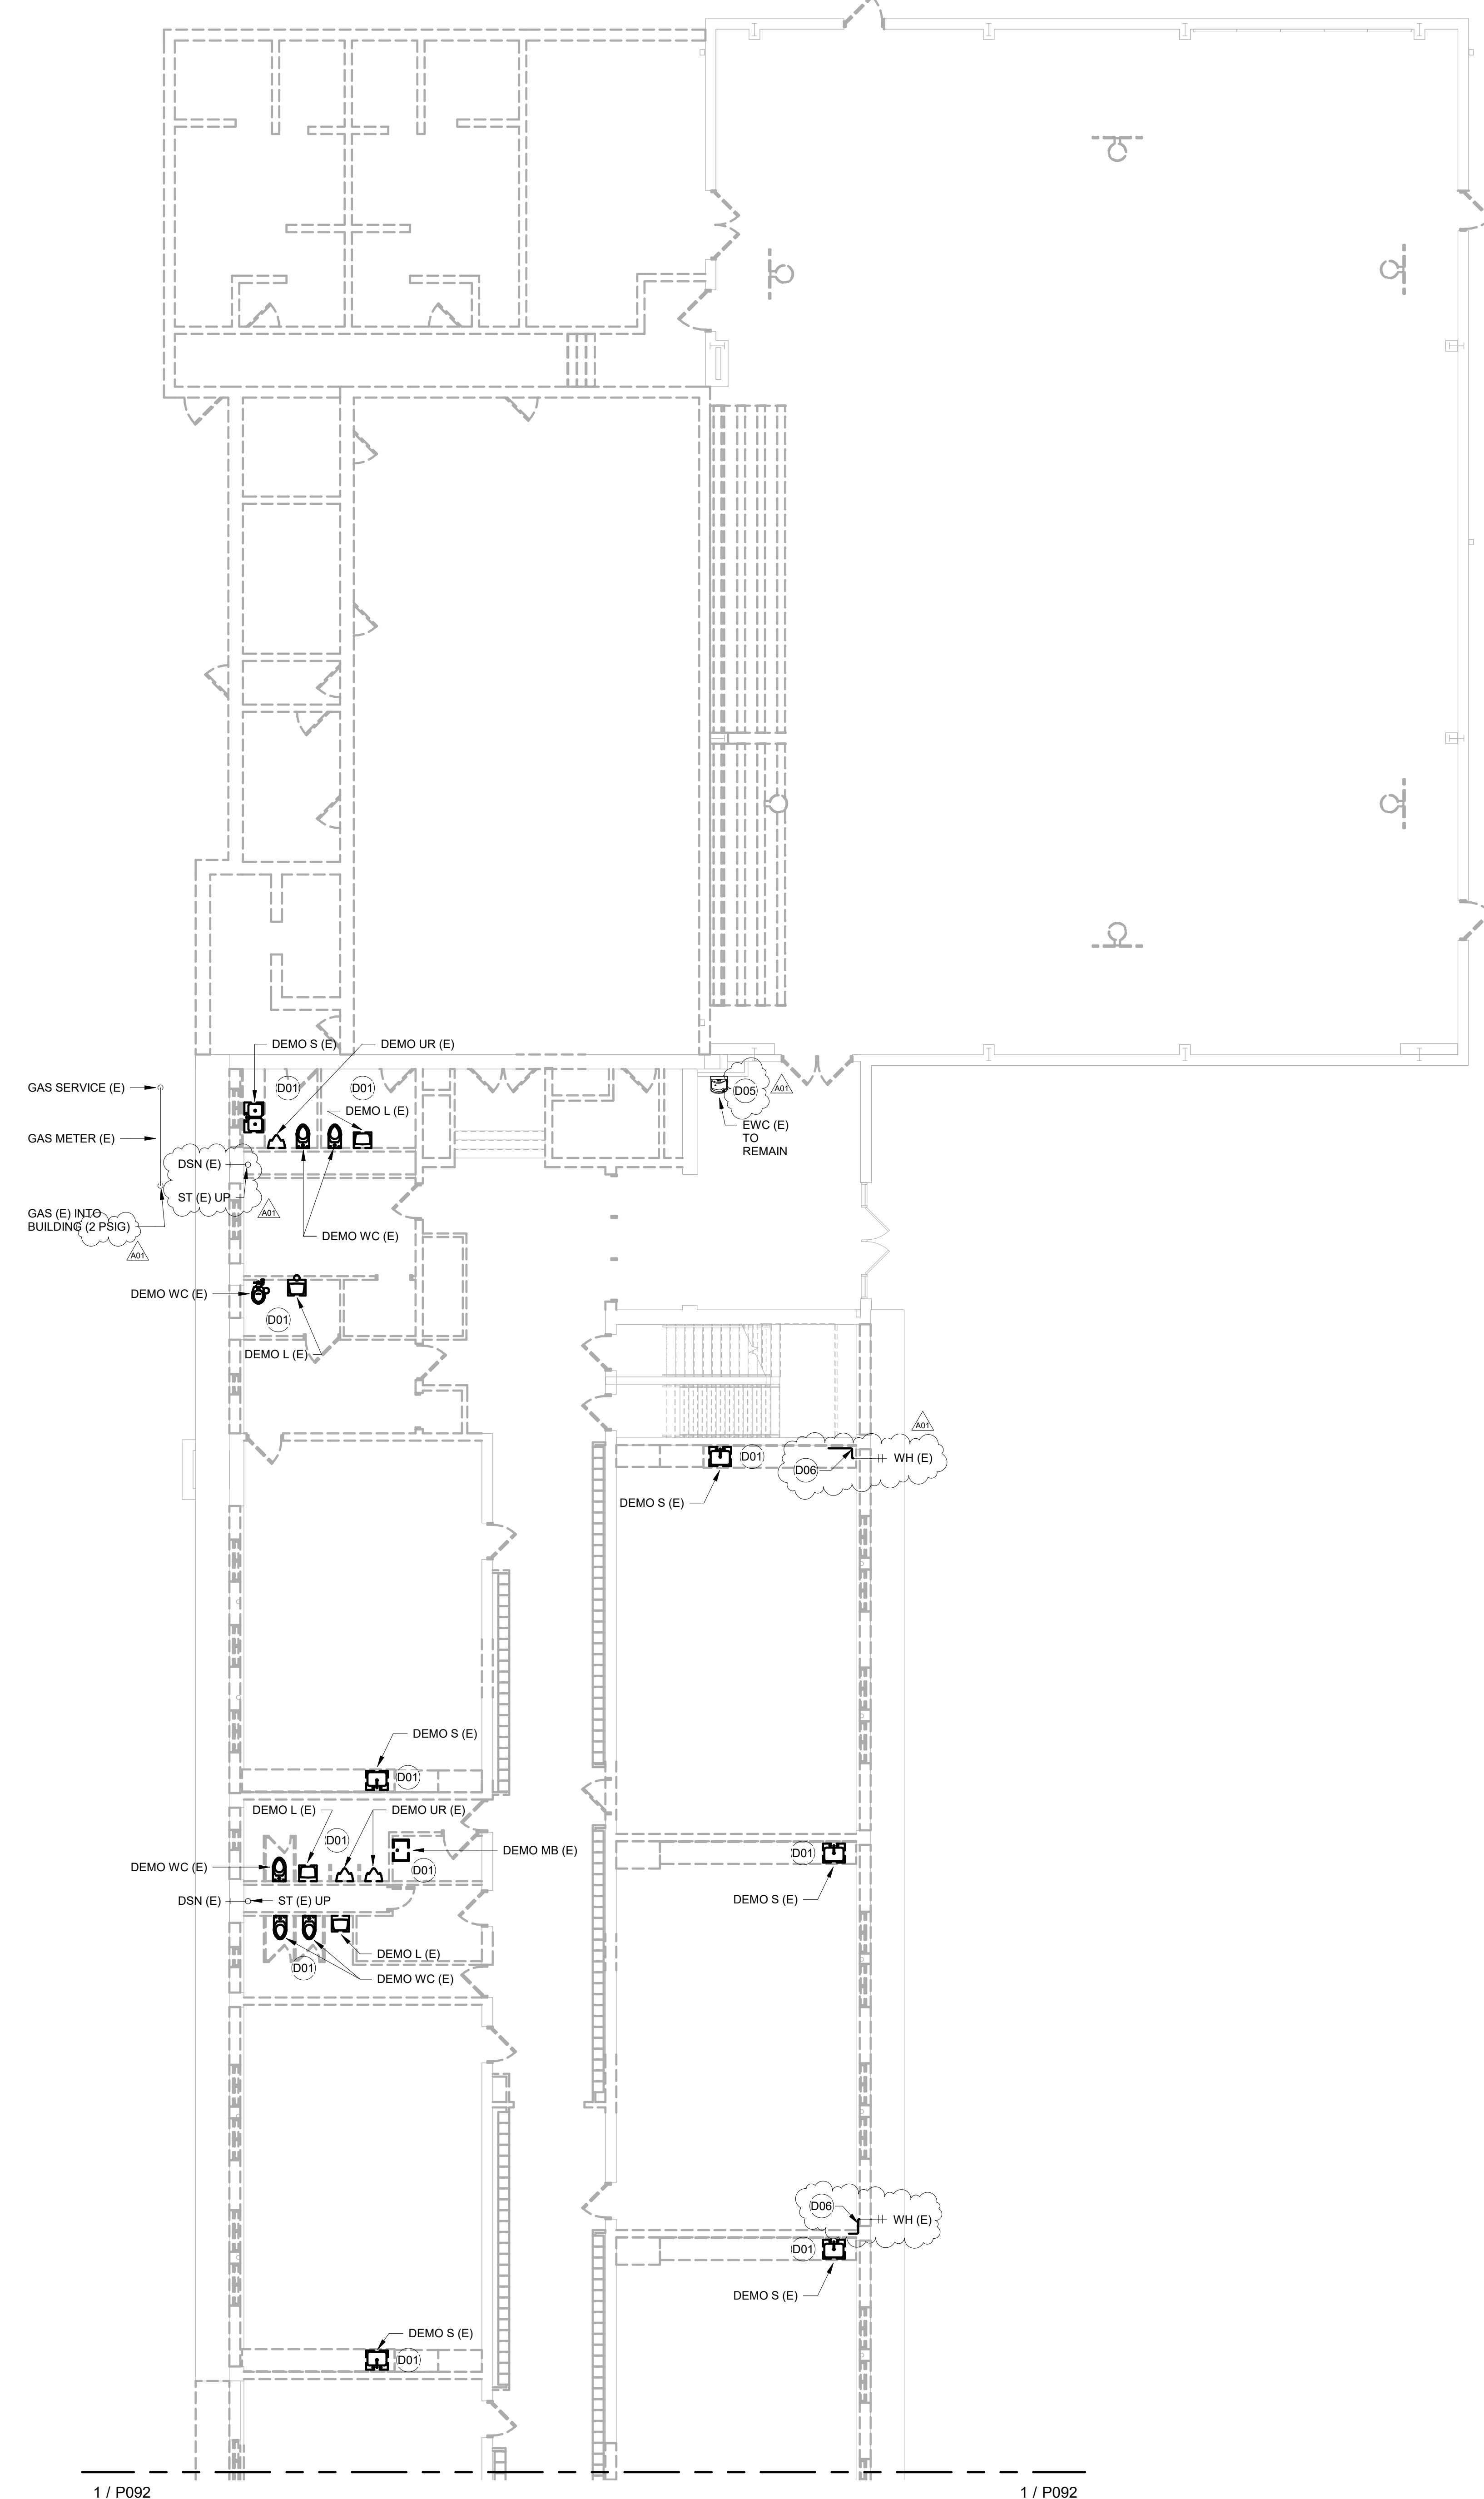 DEMO S (E)
DEMO UR (E)
GAS SERVICE (E)
D01
D01
D05
A01
DEMO L (E)
EWC (E)
TO
REMAIN
GAS METER (E)
DSN (E)
ST (E) UP
A01
GAS (E) INTO
BUILDING (2 PSIG)
A01
DEMO WC (E)
DEMO WC (E)
D01
DEMO L (E)
A01
D01
D06
WH (E)
DEMO S (E)
DEMO S (E)
D01
DEMO L (E)
DEMO UR (E)
D01
DEMO MB (E)
D01
DEMO WC (E)
D01
DEMO S (E)
DSN (E)
ST (E) UP
DEMO L (E)
D01
DEMO WC (E)
D06
WH (E)
D01
DEMO S (E)
DEMO S (E)
D01
1 / P092
1 / P092